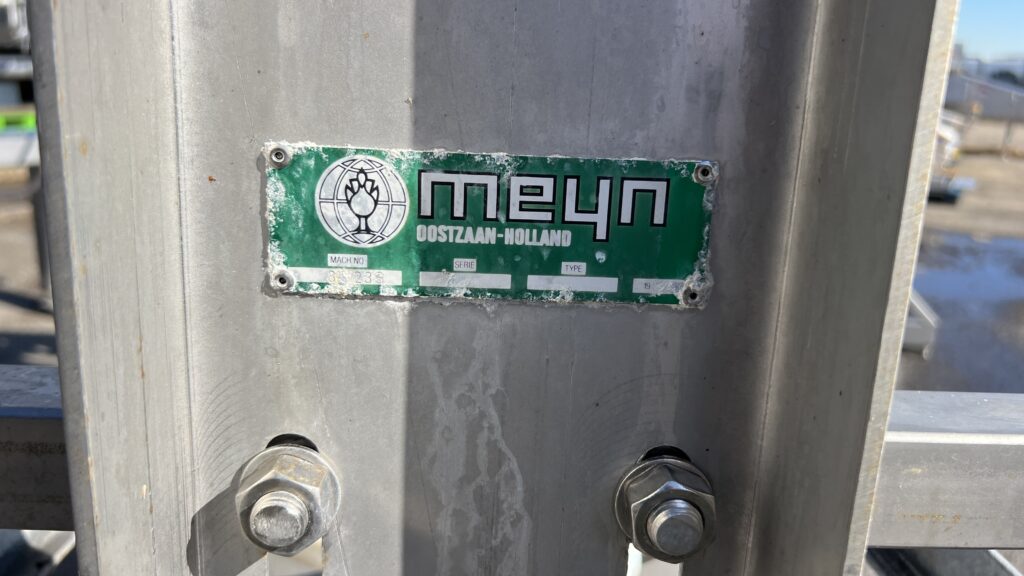 meyn
OOSTZAAN-HOLLAND
MACH.NO. SERIE TYPE
19